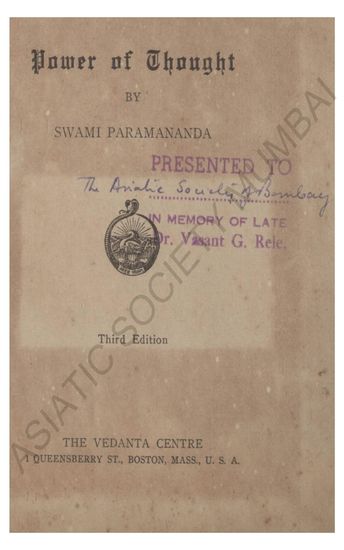 Power of Thought
BY
SWAMI PARAMANANDA
PRESENTED TO
The Asiatic Society of Bombay
IN MEMORY OF LATE
Dr. Vasant G. Rele.
Third Edition
THE VEDANTA CENTRE
1 QUEENSBERRY ST., BOSTON, MASS., U. S. A.
ASIATIC SOCIETY MUMBAI